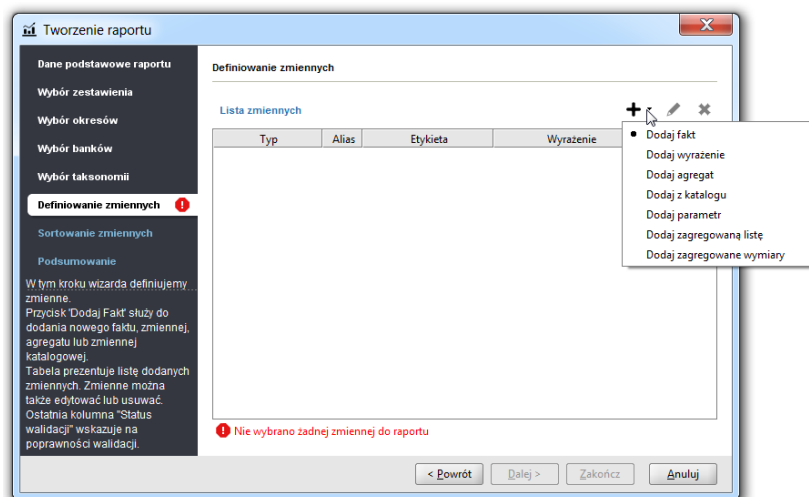 Tworzenie raportu
Dane podstawowe raportu
Wybór zestawienia
Wybór okresów
Wybór banków
Wybór taksonomii
Definiowanie zmiennych
Sortowanie zmiennych
Podsumowanie
W tym kroku wizarda definiujemy
zmienne.
Przycisk 'Dodaj Fakt' służy do
dodania nowego faktu, zmiennej,
agregatu lub zmiennej
katalogowej.
Tabela prezentuje listę dodanych
zmiennych. Zmienne można
także edytować lub usuwać.
Ostatnia kolumna "Status
walidacji" wskazuje na
poprawności walidacji.
Definiowanie zmiennych
Lista zmiennych
Typ Alias Etykieta Wyrażenie
Dodaj fakt
Dodaj wyrażenie
Dodaj agregat
Dodaj z katalogu
Dodaj parametr
Dodaj zagregowaną listę
Dodaj zagregowane wymiary
Nie wybrano żadnej zmiennej do raportu
< Powrót Dalej > Zakończ Anuluj